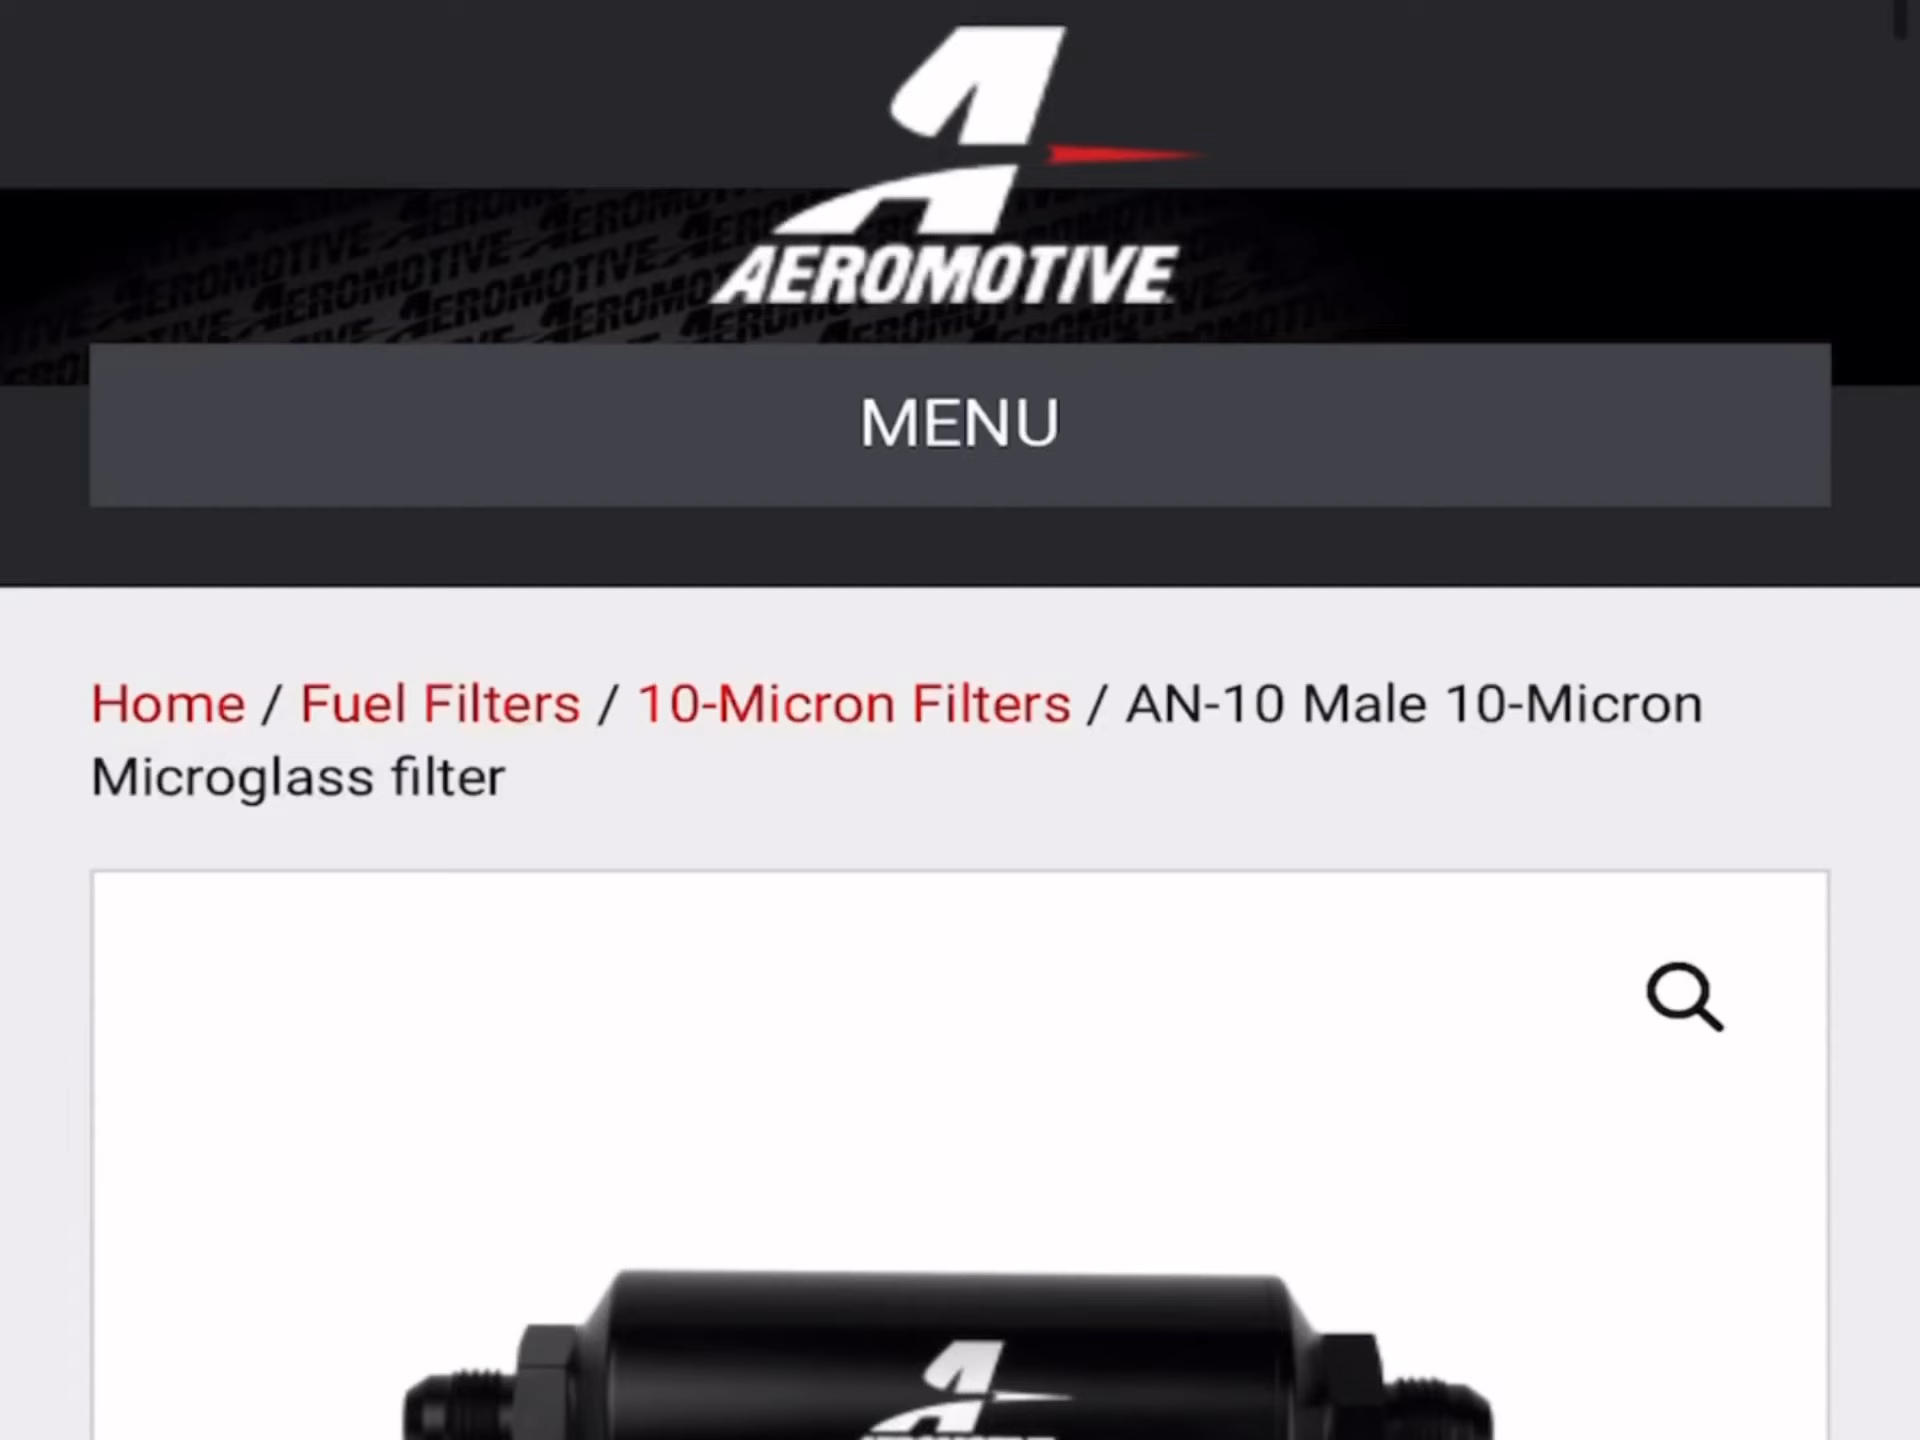 AEROMOTIVE
MENU
Home / Fuel Filters / 10-Micron Filters / AN-10 Male 10-Micron
Microglass filter